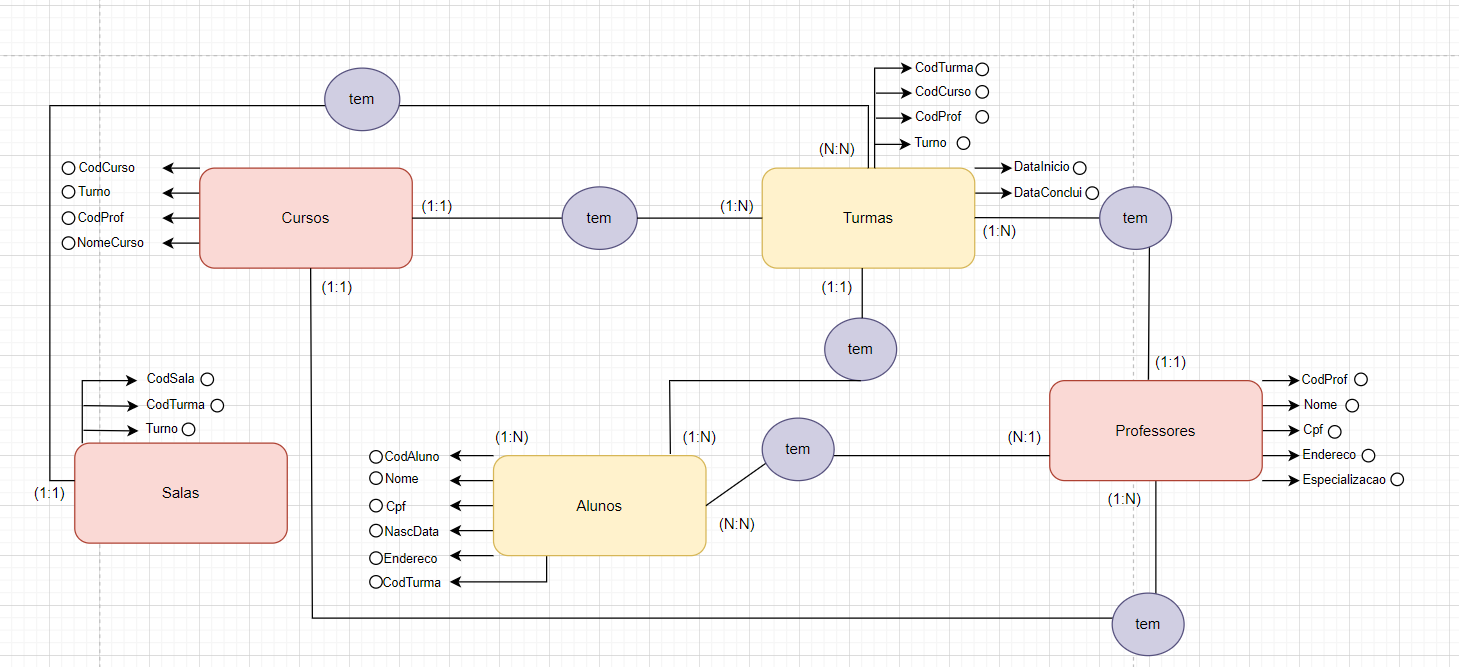 CodTurma
tem
CodCurso
CodProf
Turno
(N:N)
CodCurso
DataInicio
Turno
DataConclui
(1:1)
(1:N)
CodProf
Cursos
tem
Turmas
tem
(1:N)
NomeCurso
(1:1)
(1:1)
tem
(1:1)
CodSala
CodProf
CodTurma
Nome
Turno
Cpf
Professores
(1:N)
(1:N)
(N:1)
tem
CodAluno
Endereco
Nome
Especializacao
(1:1)
Salas
(1:N)
Cpf
Alunos
(N:N)
NascData
Endereco
CodTurma
tem